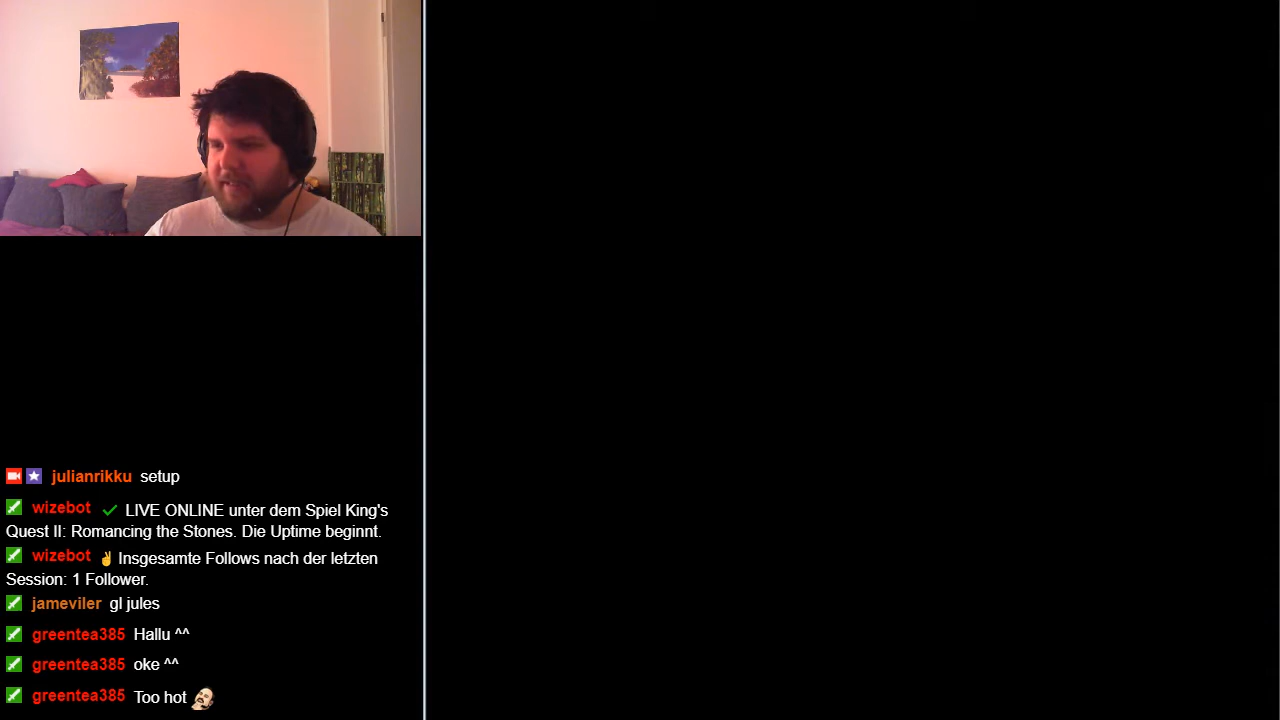 julianrikku setup
wizebot ✓ LIVE ONLINE unter dem Spiel King's
Quest II: Romancing the Stones. Die Uptime beginnt.
wizebot ✌ Insgesamte Follows nach der letzten
Session: 1 Follower.
jameviler gl jules
greentea385 Hallu ^^
greentea385 oke ^^
greentea385 Too hot